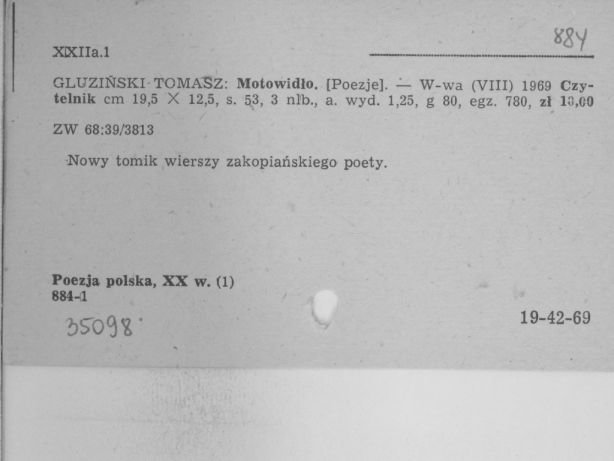 884
XXIIa.1
GLUZIŃSKI TOMASZ: Motowidło. [Poezje]. — W-wa (VIII) 1969 Czy-
telnik cm 19,5 × 12,5, s. 53, 3 nlb., a. wyd. 1,25, g 80, egz. 780, zł 10,00
ZW 68:39/3813
Nowy tomik wierszy zakopiańskiego poety.
Poezja polska, XX w. (1)
884-1
35098
19-42-69